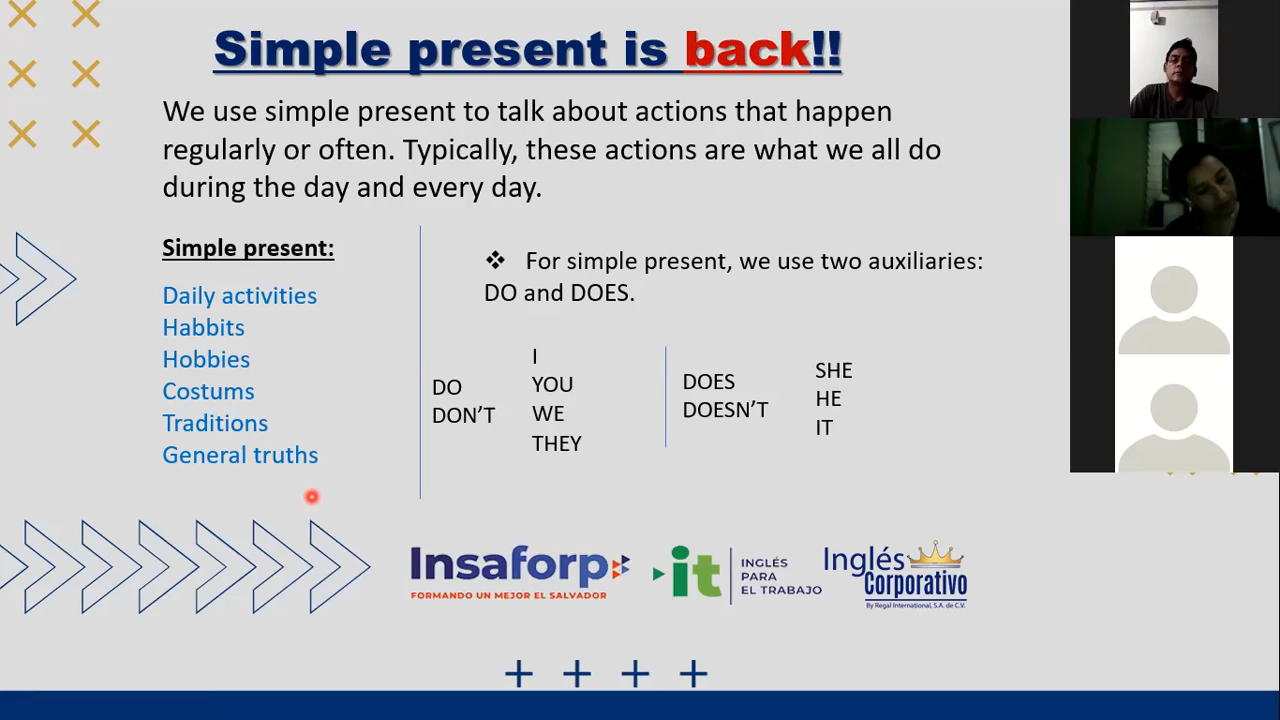 Simple present is back!!
We use simple present to talk about actions that happen
regularly or often. Typically, these actions are what we all do
during the day and every day.
Simple present:
Daily activities
Habbits
Hobbies
Costums
Traditions
General truths
❖ For simple present, we use two auxiliaries:
DO and DOES.
DO
DON’T
I
YOU
WE
THEY
DOES
DOESN’T
SHE
HE
IT
Insaforp
FORMANDO UN MEJOR EL SALVADOR
it
INGLÉS
PARA
EL TRABAJO
Inglés
Corporativo
By Regal International, S.A. de C.V.